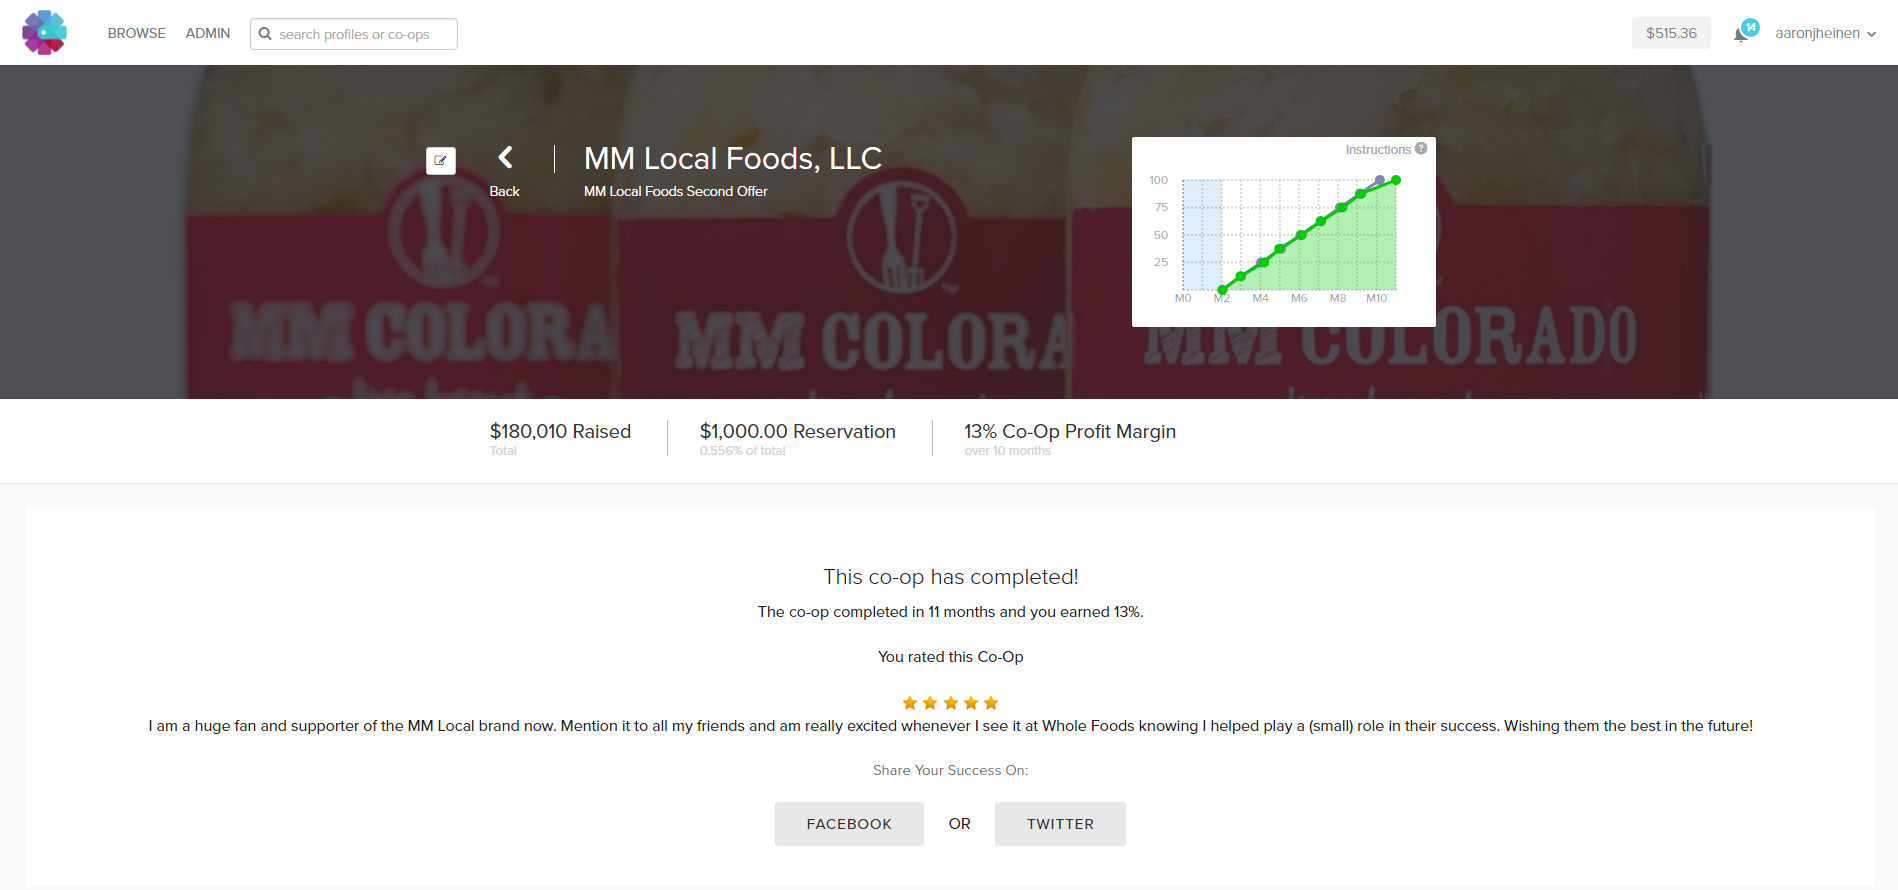 BROWSE ADMIN search profiles or co-ops $515.36 14 aaronjheinen
Instructions ?
MM Local Foods, LLC
Back
MM Local Foods Second Offer
100
75
50
25
M0 M2 M4 M6 M8 M10
MM COLORA MM COLORA MM COLORADO
TM
$180,010 Raised
Total
$1,000.00 Reservation
0.556% of total
13% Co-Op Profit Margin
over 10 months
This co-op has completed!
The co-op completed in 11 months and you earned 13%.
You rated this Co-Op
I am a huge fan and supporter of the MM Local brand now. Mention it to all my friends and am really excited whenever I see it at Whole Foods knowing I helped play a (small) role in their success. Wishing them the best in the future!
Share Your Success On:
FACEBOOK OR TWITTER